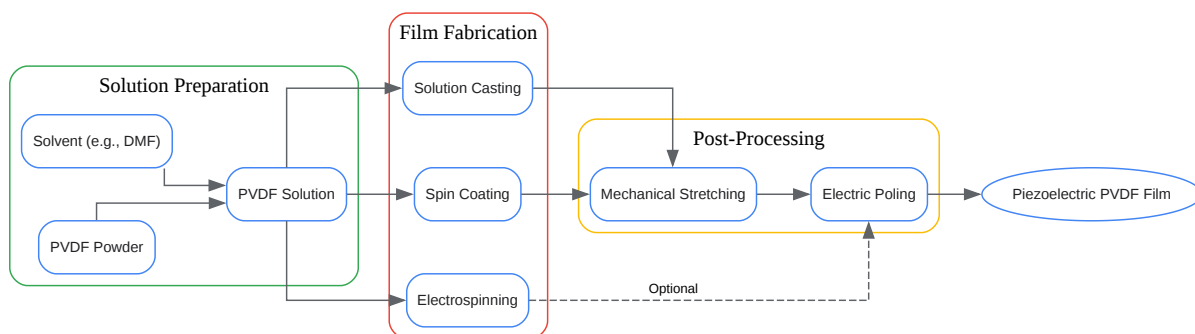 Film Fabrication
Solution Preparation
Solution Casting
Solvent (e.g., DMF)
Post-Processing
PVDF Solution
Spin Coating
Mechanical Stretching
Electric Poling
Piezoelectric PVDF Film
PVDF Powder
Electrospinning
Optional